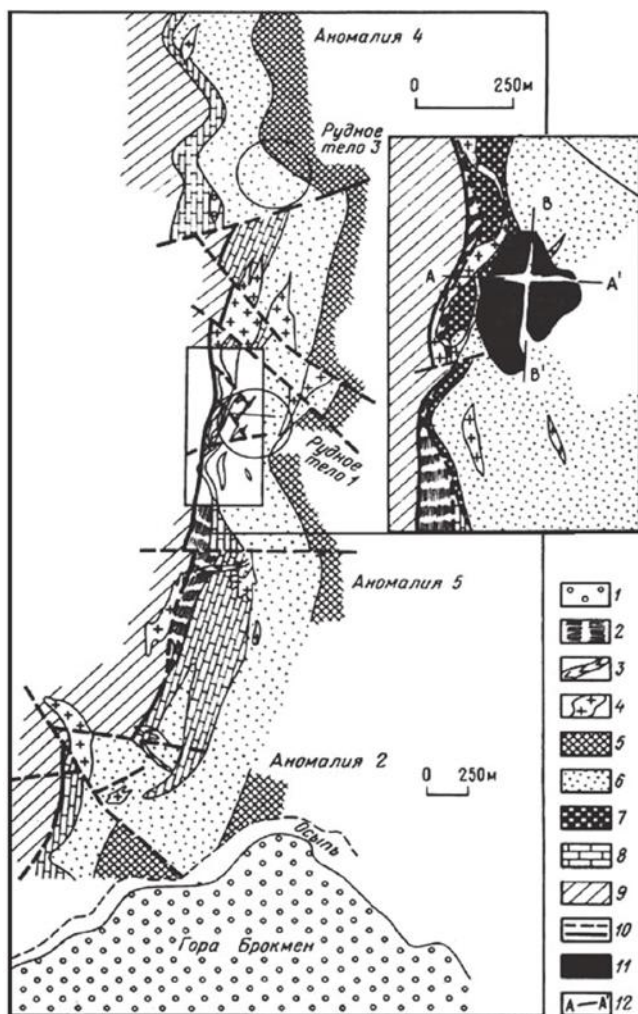 Аномалия 4
0 250м
Рудное
тело 3
В
А А'
В'
Рудное
тело 1
Аномалия 5
Аномалия 2
0 250м
Осыпь
Гора Брокмен
1
2
3
4
5
6
7
8
9
10
11
А — А' 12